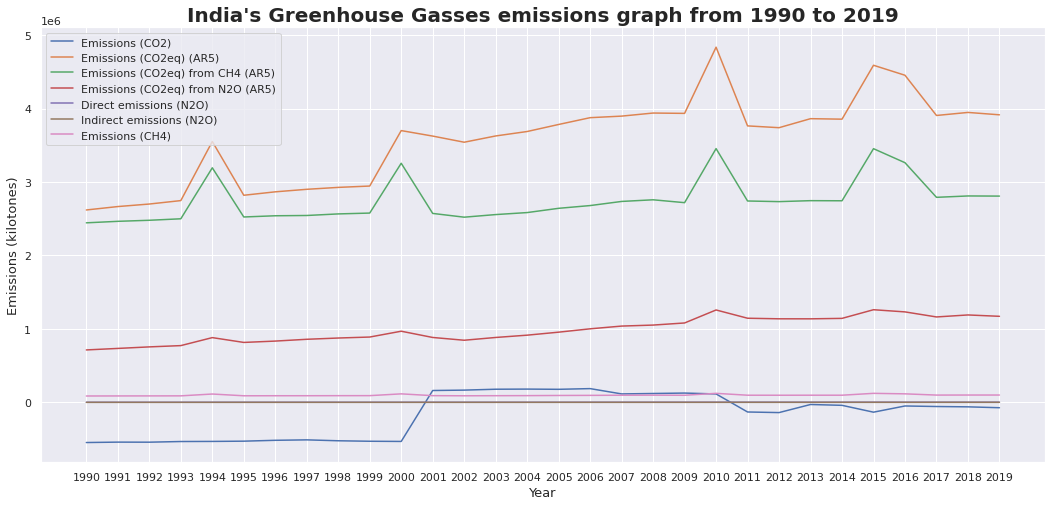 India's Greenhouse Gasses emissions graph from 1990 to 2019
1e6
5
4
3
2
1
0
Emissions (kilotones)
Emissions (CO2)
Emissions (CO2eq) (AR5)
Emissions (CO2eq) from CH4 (AR5)
Emissions (CO2eq) from N2O (AR5)
Direct emissions (N2O)
Indirect emissions (N2O)
Emissions (CH4)
1990 1991 1992 1993 1994 1995 1996 1997 1998 1999 2000 2001 2002 2003 2004 2005 2006 2007 2008 2009 2010 2011 2012 2013 2014 2015 2016 2017 2018 2019
Year